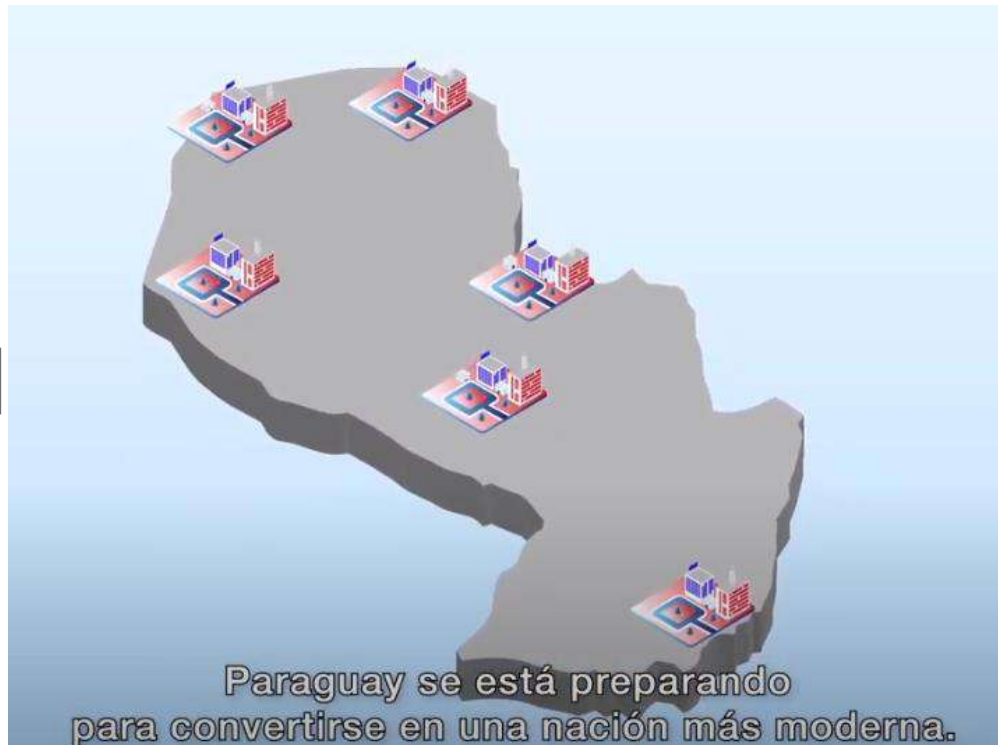 Paraguay se está preparando
para convertirse en una nación más moderna.